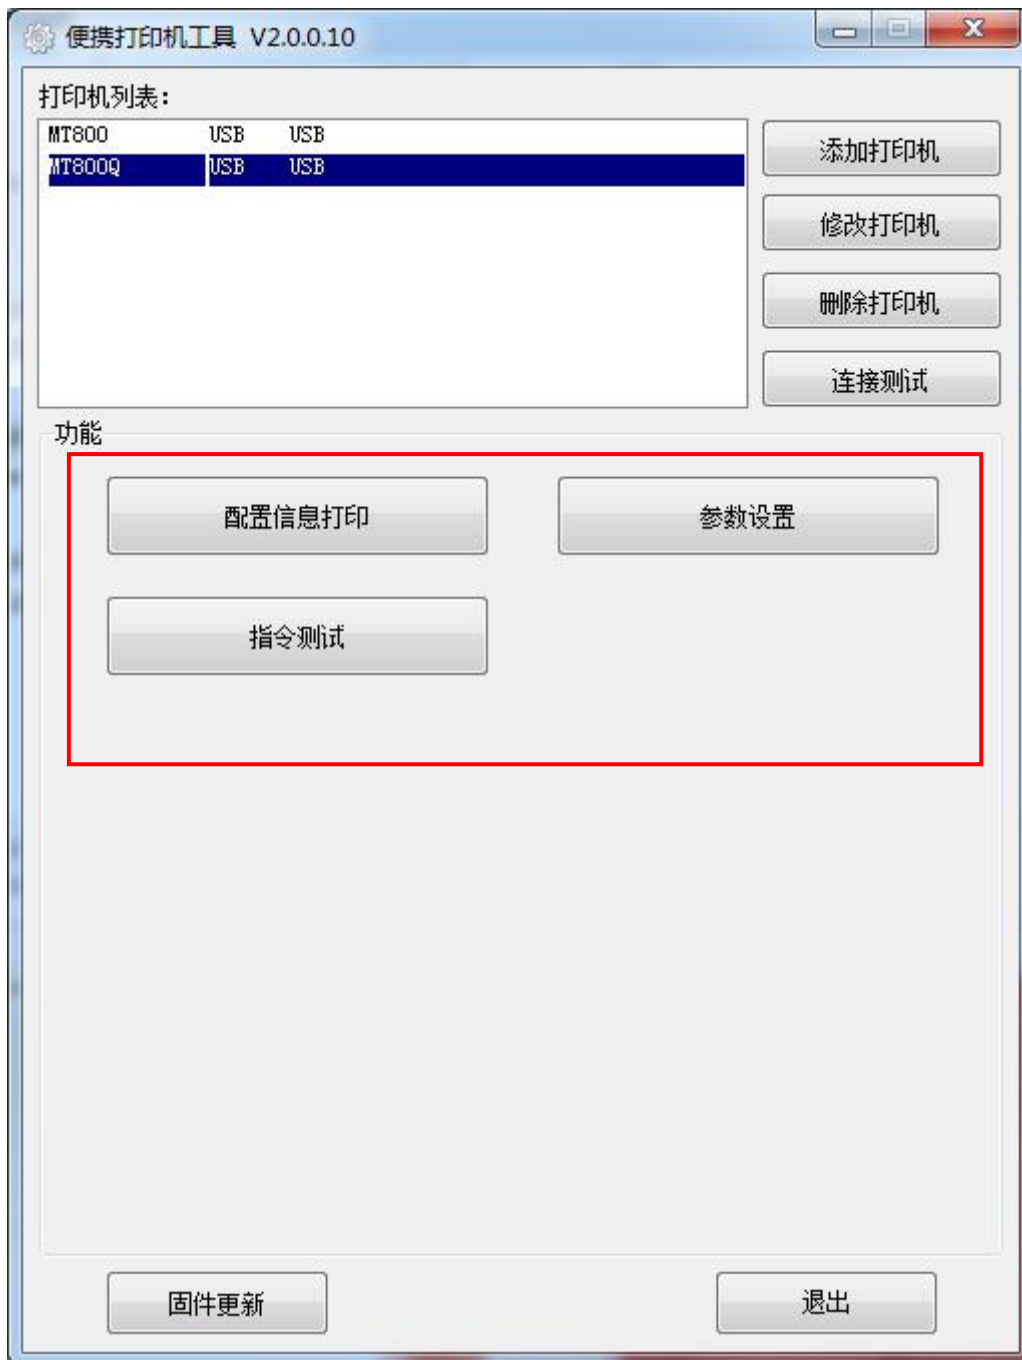 便携打印机工具 V2.0.0.10
打印机列表:
MT800 USB USB
MT800Q USB USB
添加打印机
修改打印机
删除打印机
连接测试
功能
配置信息打印 参数设置
指令测试
固件更新 退出